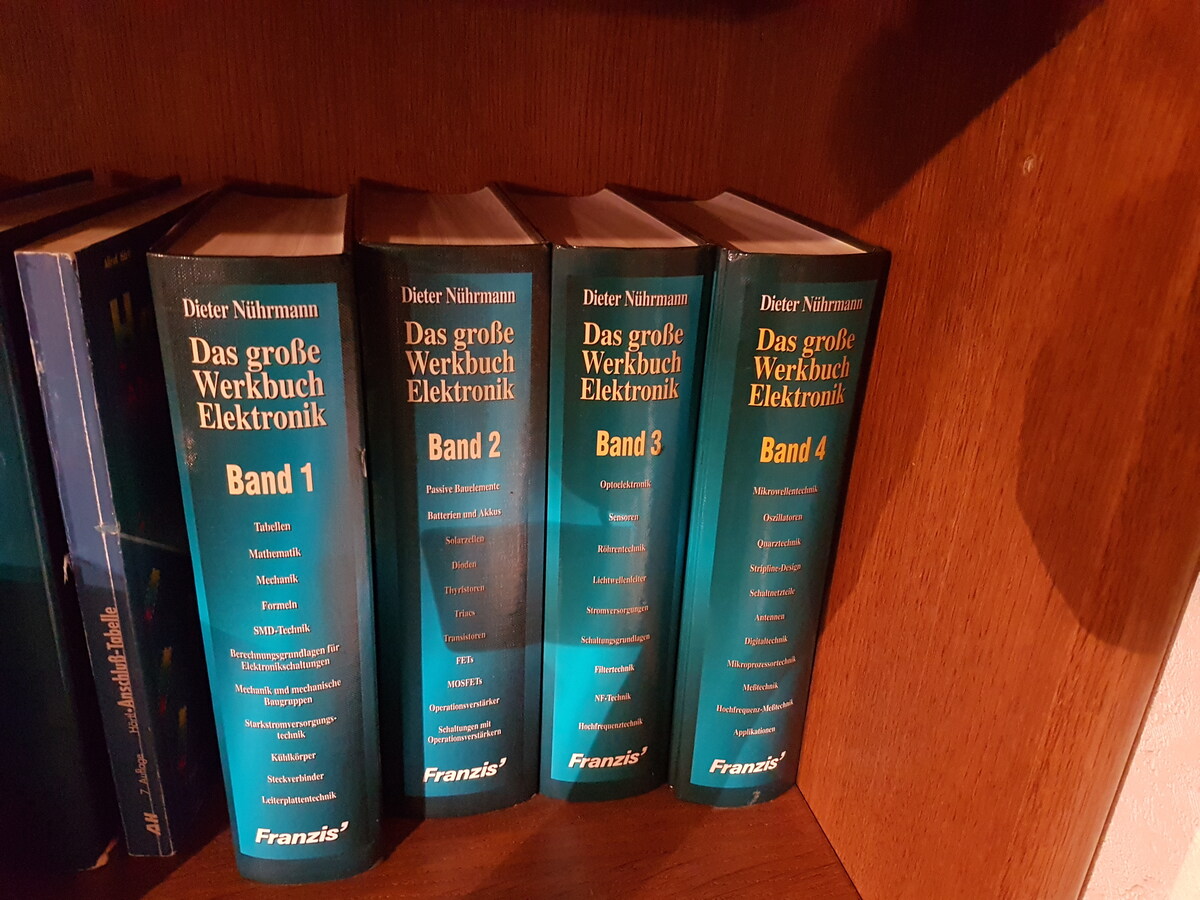 Anschluß-Tabelle
7. Auflage
Dieter Nührmann
Das große
Werkbuch
Elektronik
Band 1
Tabellen
Mathematik
Mechanik
Formeln
SMD-Technik
Berechnungsgrundlagen für
Elektronikschaltungen
Mechanik und mechanische
Baugruppen
Starkstromversorgungs-
technik
Kühlkörper
Steckverbinder
Leiterplattentechnik
Franzis’
Dieter Nührmann
Das große
Werkbuch
Elektronik
Band 2
Passive Bauelemente
Batterien und Akkus
Solarzellen
Dioden
Thyristoren
Triacs
Transistoren
FETs
MOSFETs
Operationsverstärker
Schaltungen mit
Operationsverstärkern
Franzis’
Dieter Nührmann
Das große
Werkbuch
Elektronik
Band 3
Optoelektronik
Sensoren
Röhrentechnik
Lichtwellenleiter
Stromversorgungen
Schaltungsgrundlagen
Filtertechnik
NF-Technik
Hochfrequenztechnik
Franzis’
Dieter Nührmann
Das große
Werkbuch
Elektronik
Band 4
Mikrowellentechnik
Oszillatoren
Quarztechnik
Stripline-Design
Schaltnetzteile
Antennen
Digitaltechnik
Mikroprozessortechnik
Meßtechnik
Hochfrequenz-Meßtechnik
Applikationen
Franzis’